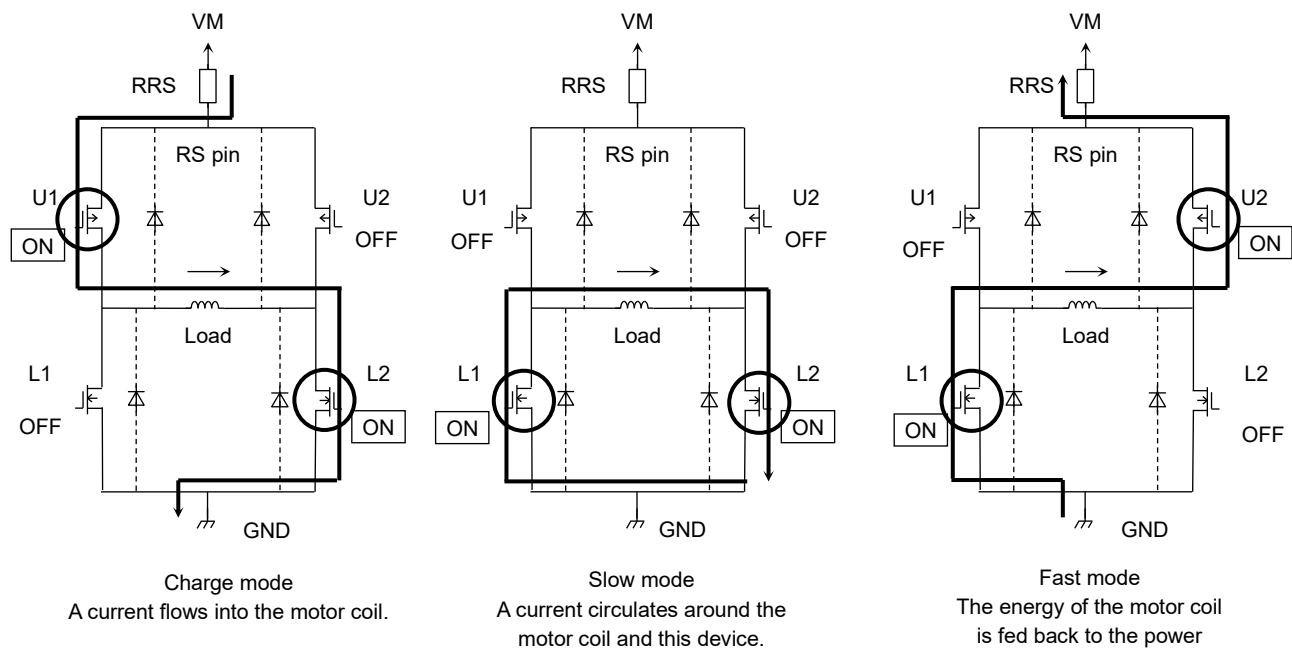 VM
RRS
RS pin
U1
U2
ON
OFF
Load
L1
L2
OFF
ON
GND
Charge mode
A current flows into the motor coil.
VM
RRS
RS pin
U1
U2
OFF
OFF
Load
L1
L2
ON
ON
GND
Slow mode
A current circulates around the
motor coil and this device.
VM
RRS
RS pin
U1
U2
OFF
ON
Load
L1
L2
ON
OFF
GND
Fast mode
The energy of the motor coil
is fed back to the power